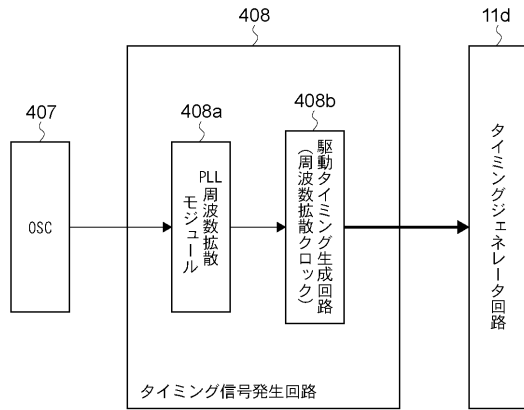 408
11d
407
408a
408b
OSC
PLL
周波数拡散
モジュール
駆動タイミング生成回路
(周波数拡散クロック)
タイミングジェネレータ回路
タイミング信号発生回路